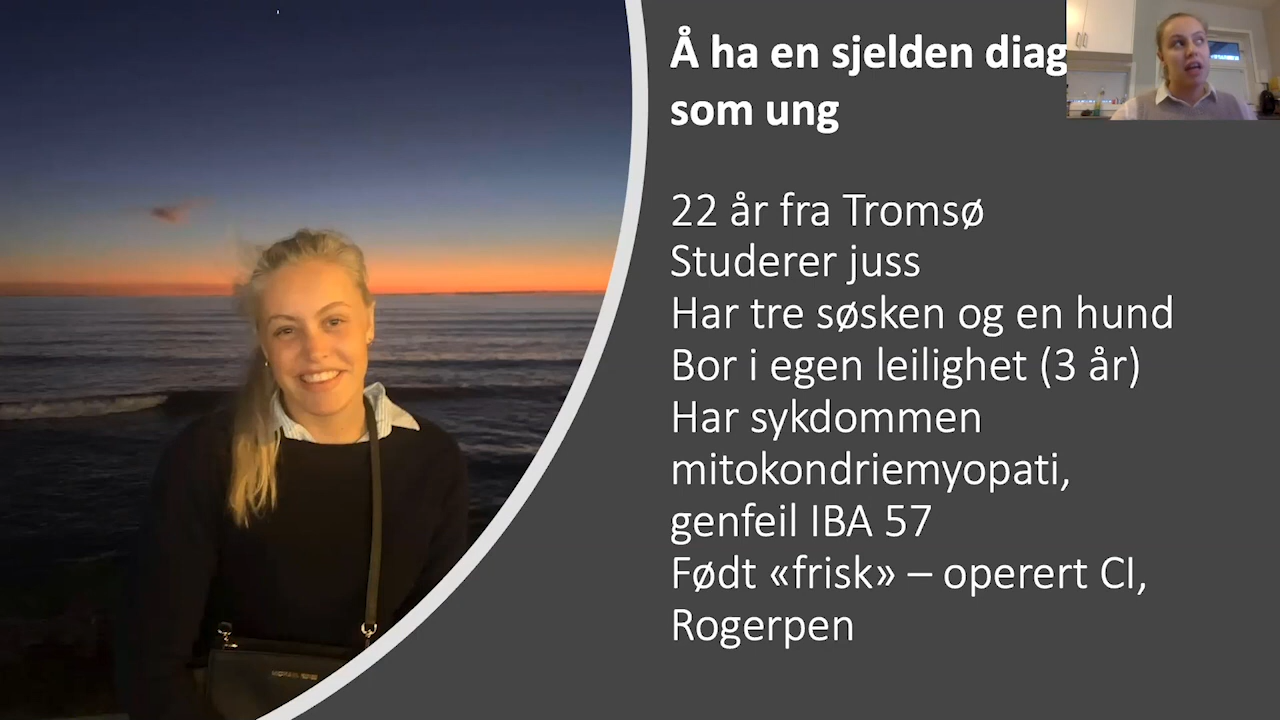 Å ha en sjelden diag
som ung
22 år fra Tromsø
Studerer juss
Har tre søsken og en hund
Bor i egen leilighet (3 år)
Har sykdommen
mitokondriemyopati,
genfeil IBA 57
Født «frisk» – operert CI,
Rogerpen